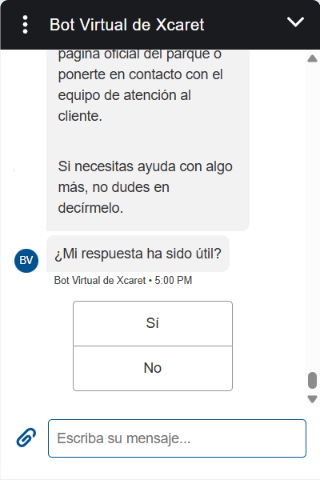 Bot Virtual de Xcaret
página oficial del parque o
ponerte en contacto con el
equipo de atención al
cliente.
Si necesitas ayuda con algo
más, no dudes en
decírmelo.
BV
¿Mi respuesta ha sido útil?
Bot Virtual de Xcaret • 5:00 PM
Sí
No
Escriba su mensaje...